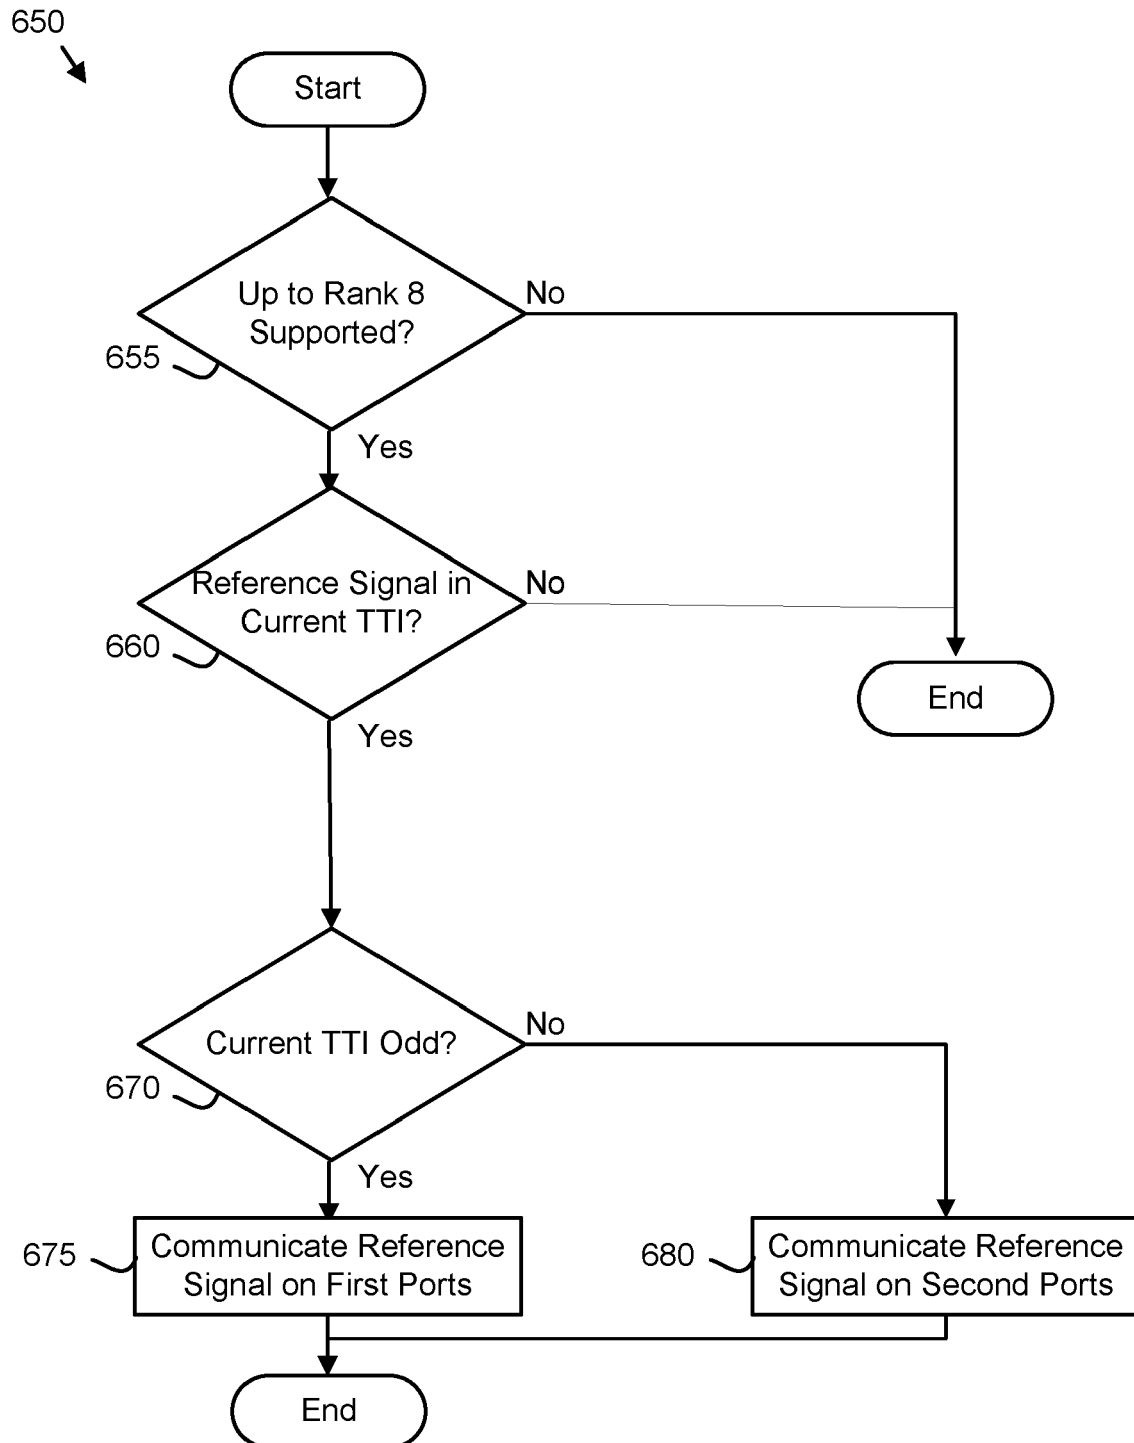 650
Start
Up to Rank 8
Supported?
No
655
Yes
Reference Signal in
Current TTI?
No
660
End
Yes
Current TTI Odd?
No
670
Yes
675
Communicate Reference
Signal on First Ports
680
Communicate Reference
Signal on Second Ports
End